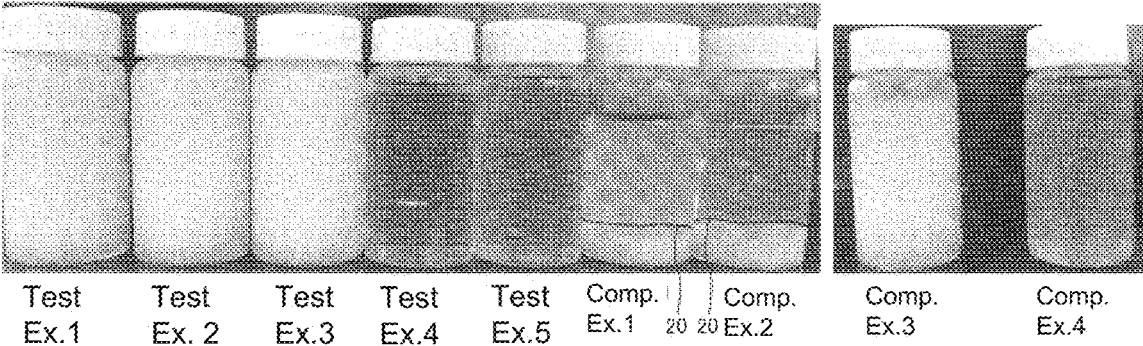 Test Ex.1
Test Ex. 2
Test Ex.3
Test Ex.4
Test Ex.5
Comp. Ex.1
20
20
Comp. Ex.2
Comp. Ex.3
Comp. Ex.4